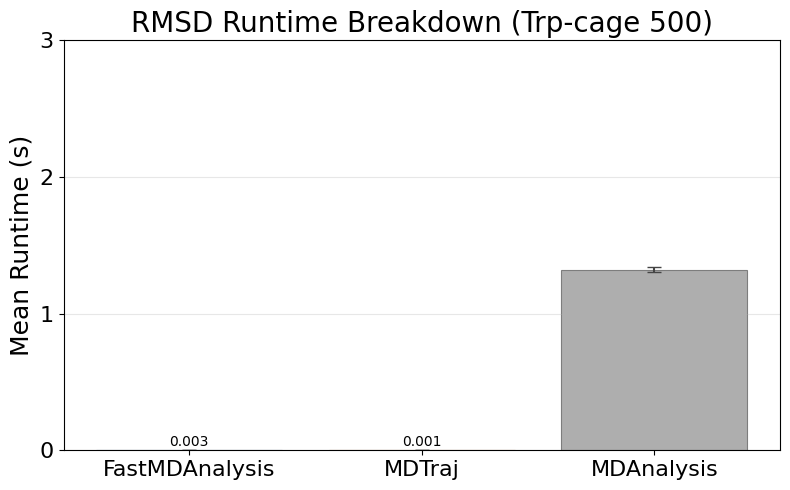 RMSD Runtime Breakdown (Trp-cage 500)
Mean Runtime (s)
3
2
1
0
0.003
0.001
FastMDAnalysis
MDTraj
MDAnalysis